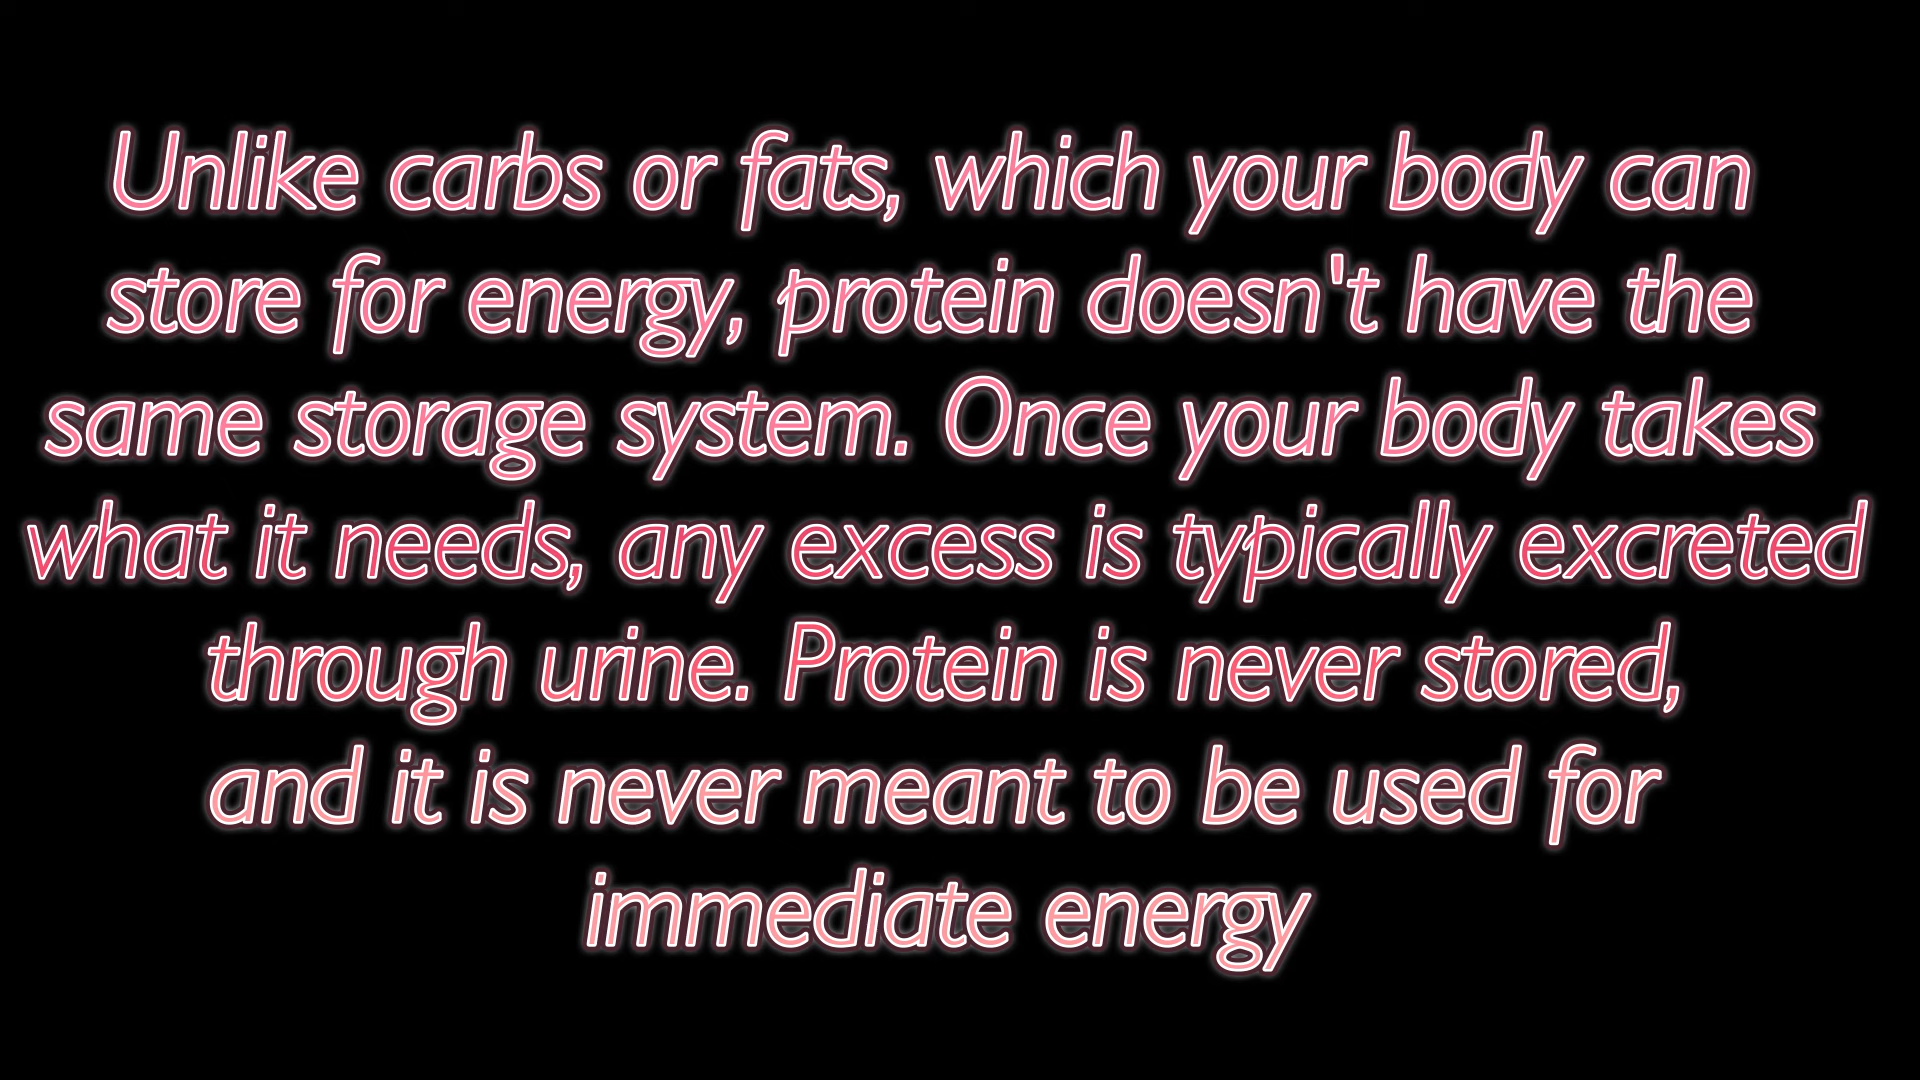 Unlike carbs or fats, which your body can
store for energy, protein doesn't have the
same storage system. Once your body takes
what it needs, any excess is typically excreted
through urine. Protein is never stored,
and it is never meant to be used for
immediate energy